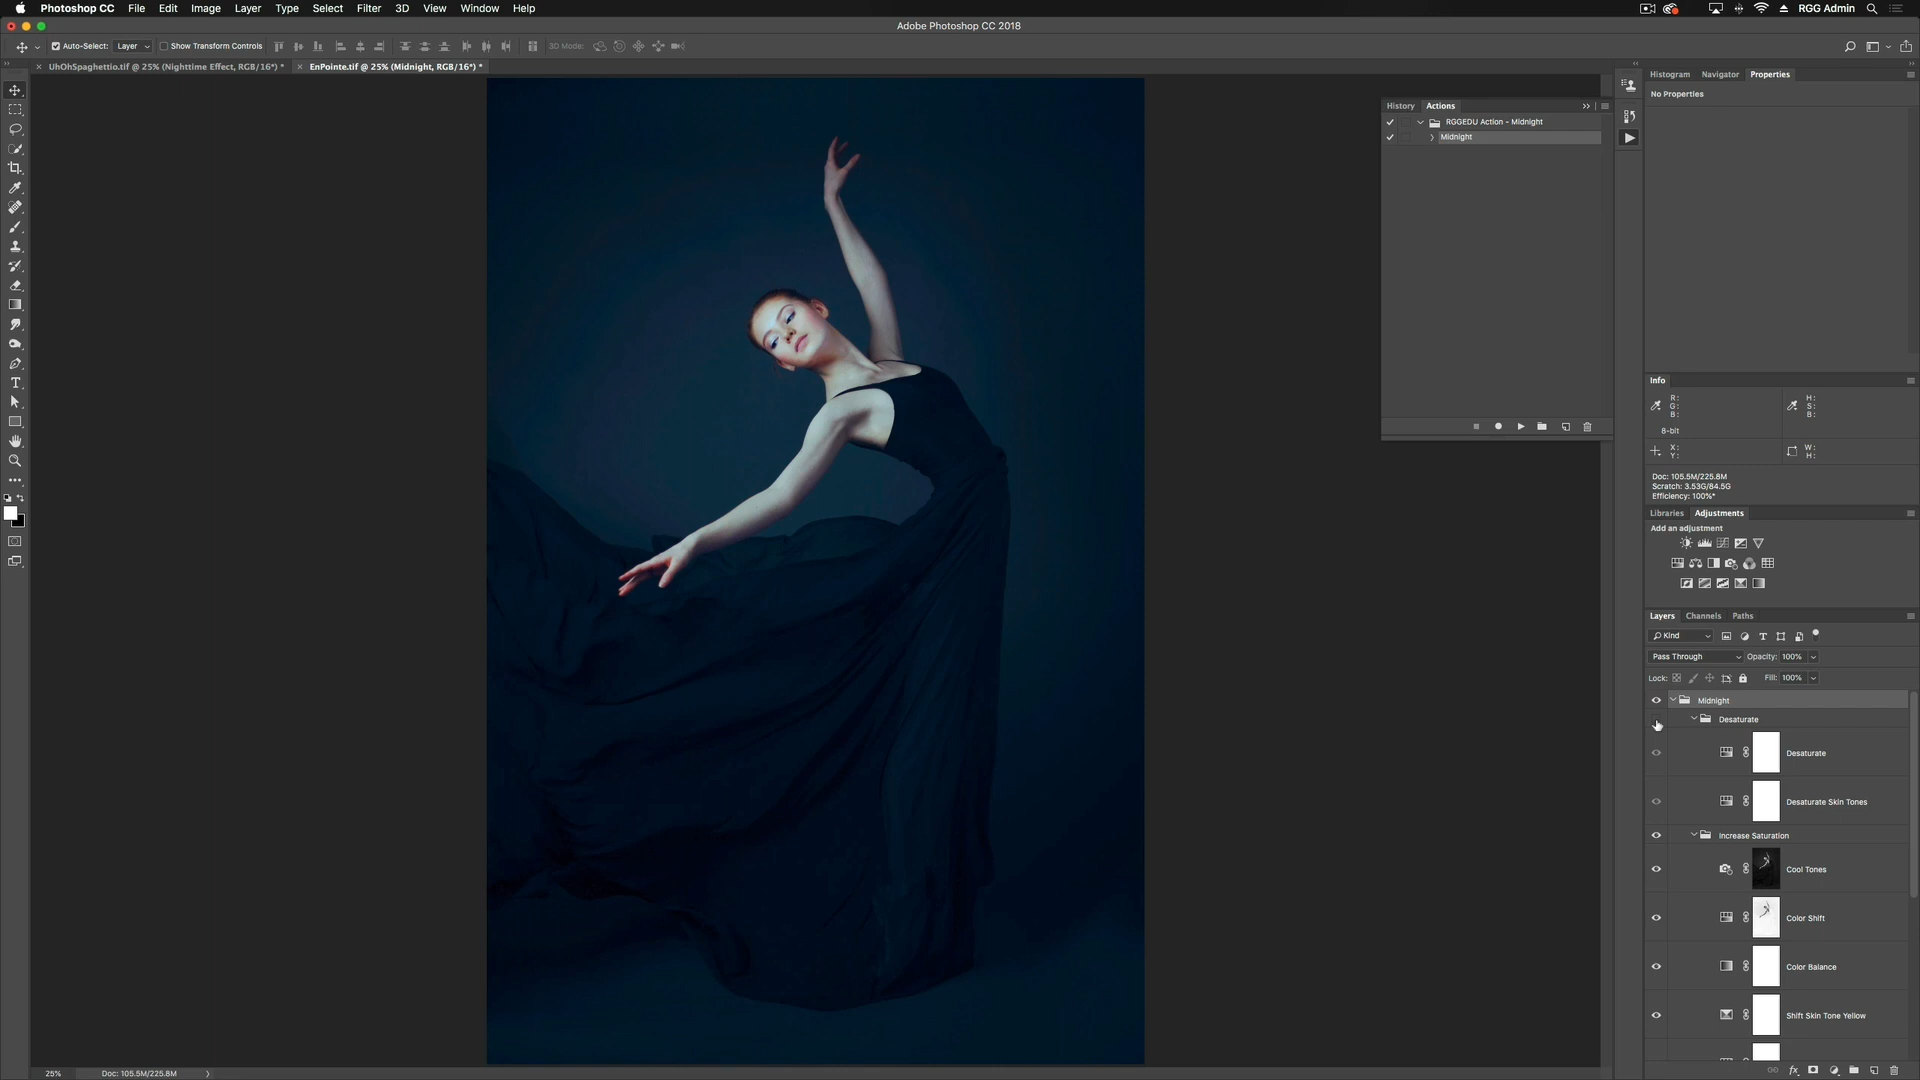 Photoshop CC File Edit Image Layer Type Select Filter 3D View Window Help RGG Admin
Adobe Photoshop CC 2018
Auto-Select: Layer Show Transform Controls 3D Mode:
UhOhSpaghettio.tif @ 25% (Nighttime Effect, RGB/16*) * EnPointe.tif @ 25% (Midnight, RGB/16*) *
Histogram Navigator Properties
No Properties
History Actions
RGGEDU Action - Midnight
Midnight
Info
R: H:
G: S:
B: B:
8-bit
X: W:
Y: H:
Doc: 105.5M/225.8M
Scratch: 3.53G/84.5G
Efficiency: 100%*
Libraries Adjustments
Add an adjustment
Layers Channels Paths
Kind
Pass Through Opacity: 100%
Lock: Fill: 100%
Midnight
Desaturate
Desaturate
Desaturate Skin Tones
Increase Saturation
Cool Tones
Color Shift
Color Balance
Shift Skin Tone Yellow
25% Doc: 105.5M/225.8M